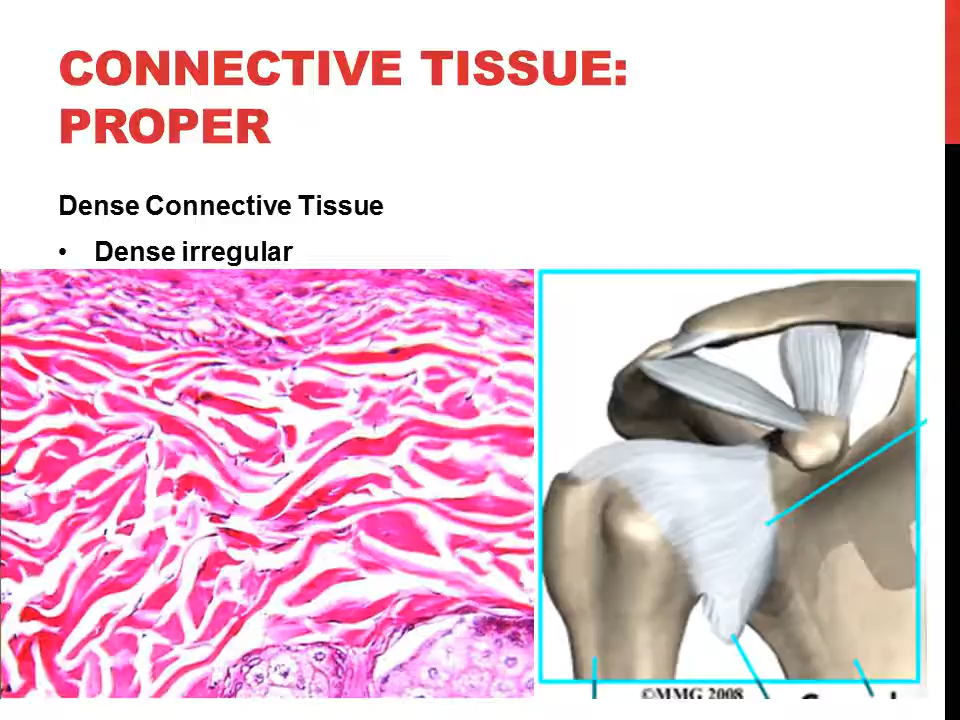 CONNECTIVE TISSUE:
PROPER
Dense Connective Tissue
• Dense irregular
©MMG 2008